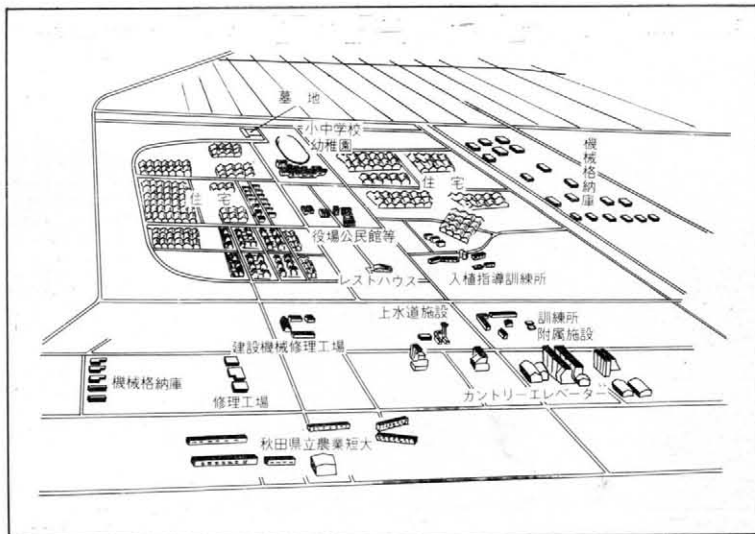 墓地
小中学校
幼稚園
機械格納庫
住宅
住宅
役場公民館等
レストハウス
入植指導訓練所
上水道施設
訓練所
附属施設
建設機械修理工場
機械格納庫
修理工場
カントリーエレベーター
秋田県立農業短大